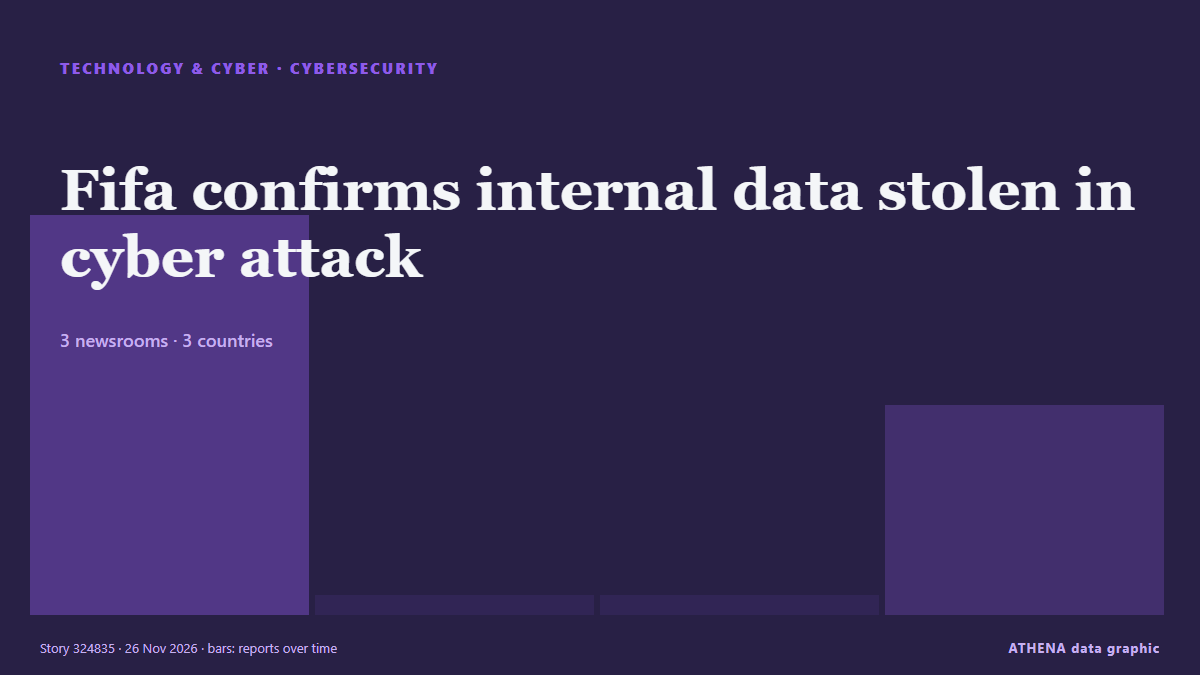 TECHNOLOGY & CYBER · CYBERSECURITY
Fifa confirms internal data stolen in
cyber attack
3 newsrooms · 3 countries
Story 324835 · 26 Nov 2026 · bars: reports over time
ATHENA data graphic